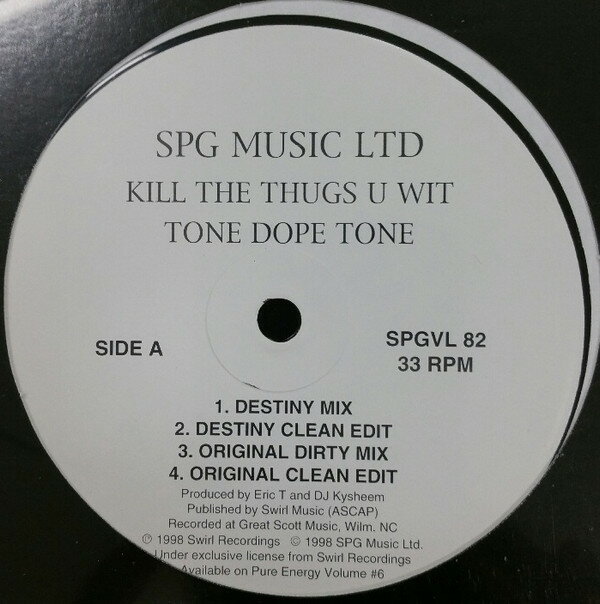 SPG MUSIC LTD
KILL THE THUGS U WIT
TONE DOPE TONE
SIDE A
SPGVL 82
33 RPM
1. DESTINY MIX
2. DESTINY CLEAN EDIT
3. ORIGINAL DIRTY MIX
4. ORIGINAL CLEAN EDIT
Produced by Eric T and DJ Kysheem
Published by Swirl Music (ASCAP)
Recorded at Great Scott Music, Wilm. NC
℗ 1998 Swirl Recordings © 1998 SPG Music Ltd.
Under exclusive license from Swirl Recordings
Available on Pure Energy Volume #6